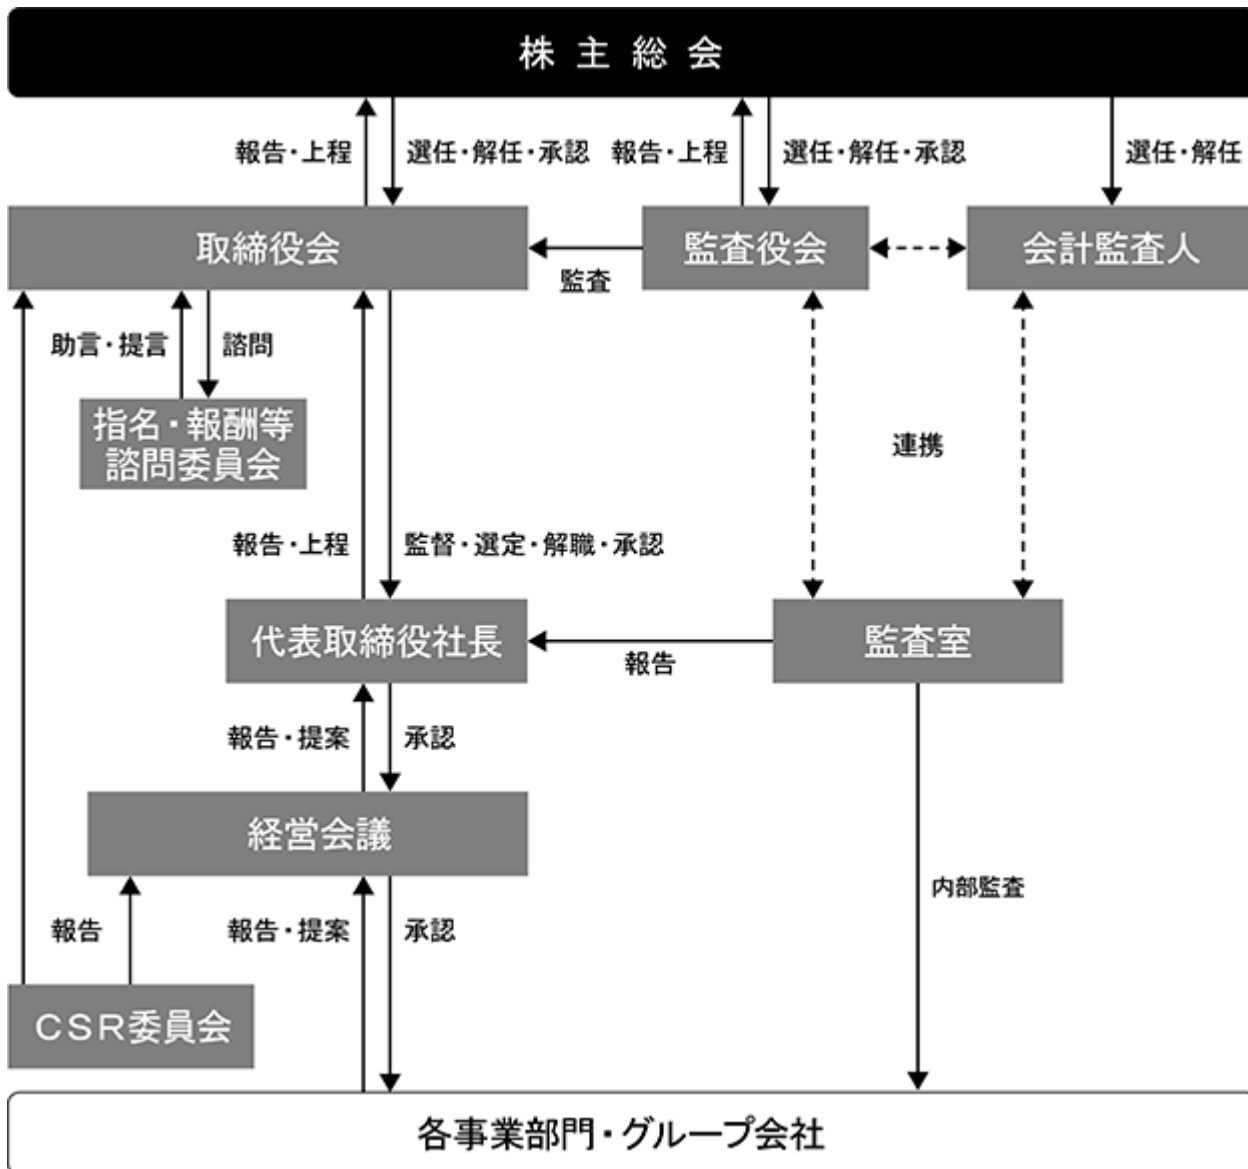 株主総会
報告・上程
選任・解任・承認
報告・上程
選任・解任・承認
選任・解任
取締役会
監査役会
会計監査人
監査
助言・提言
諮問
指名・報酬等
諮問委員会
連携
報告・上程
監督・選定・解職・承認
代表取締役社長
監査室
報告
報告・提案
承認
経営会議
内部監査
報告
報告・提案
承認
CSR委員会
各事業部門・グループ会社